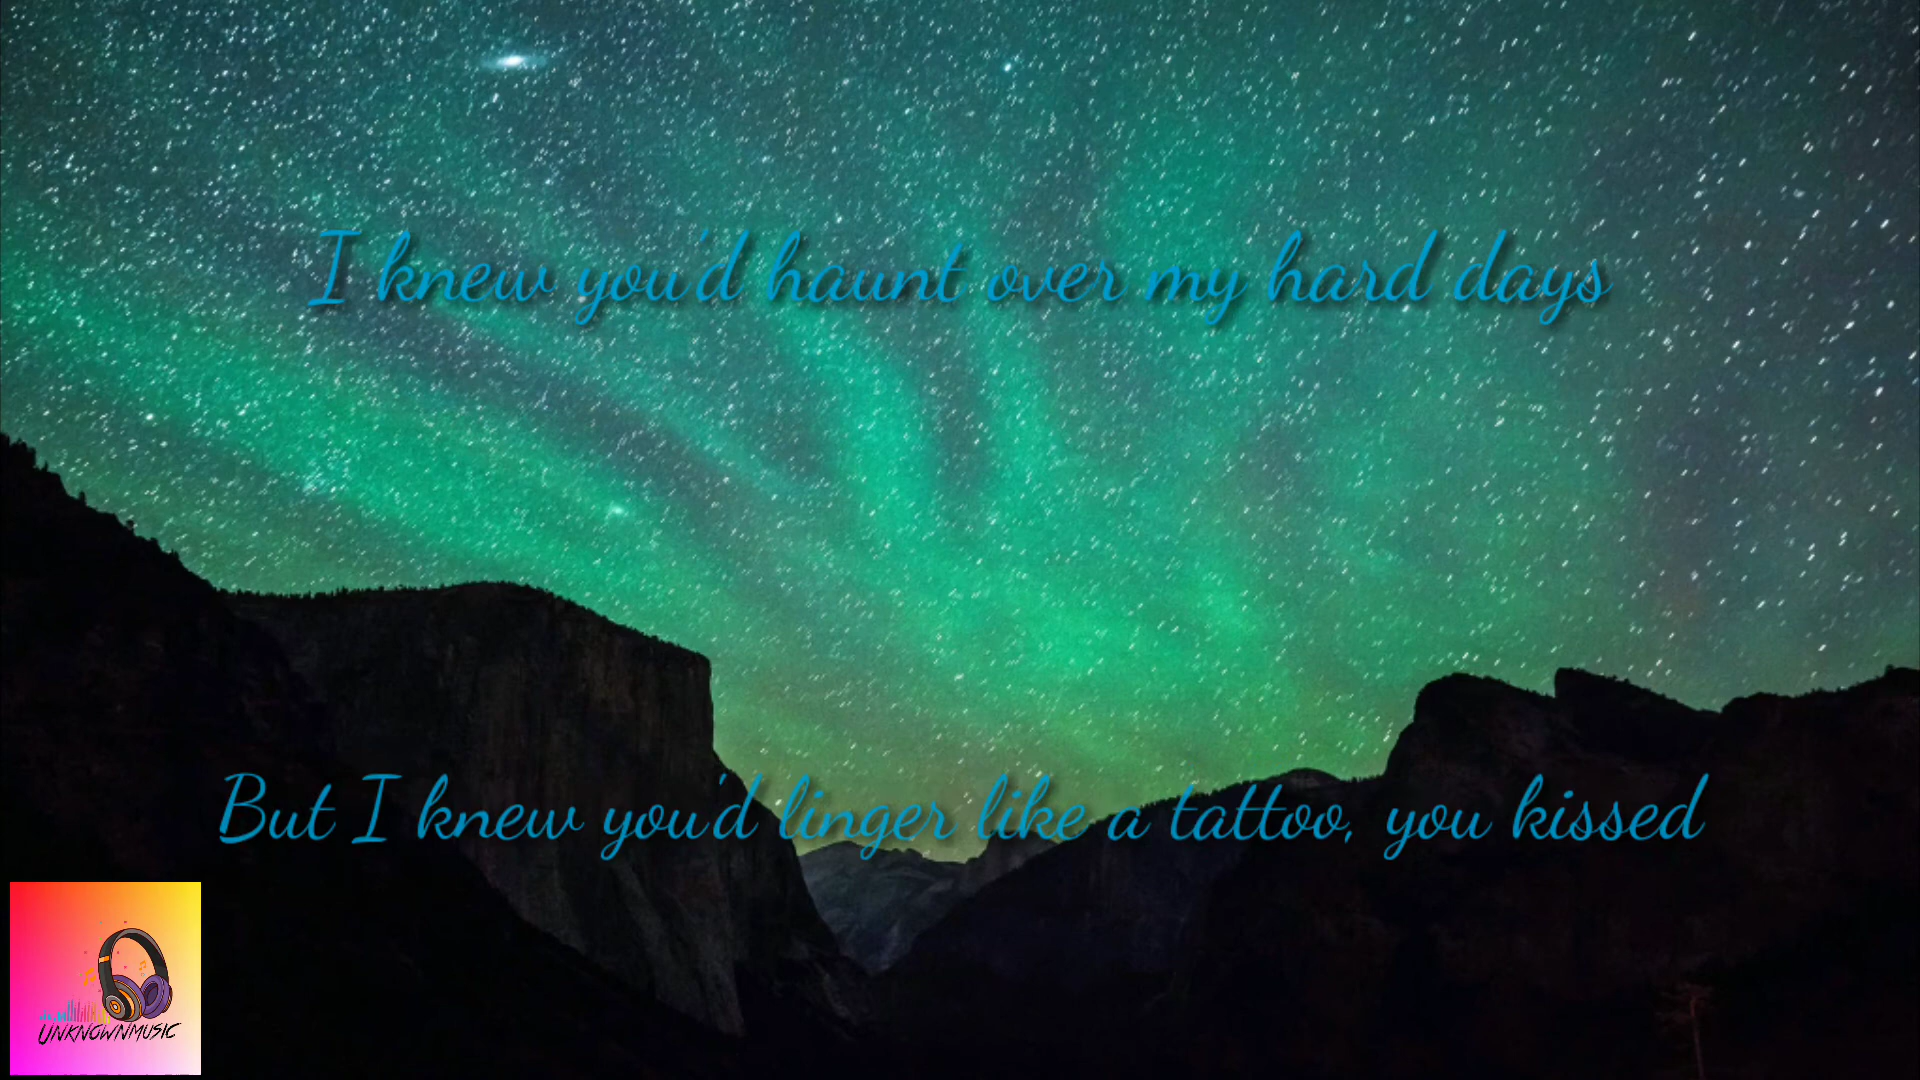 I knew you'd haunt over my hard days
But I knew you'd linger like a tattoo, you kissed
UNKNOWNMUSIC